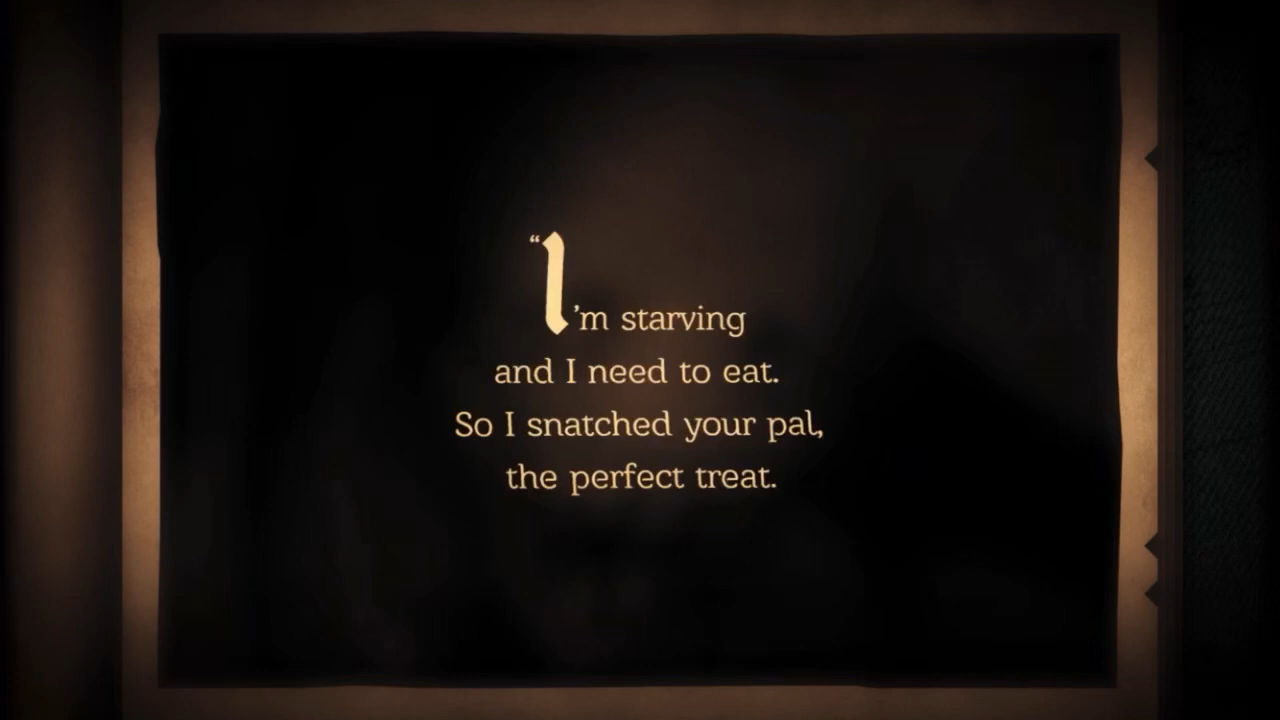 “I’m starving
and I need to eat.
So I snatched your pal,
the perfect treat.